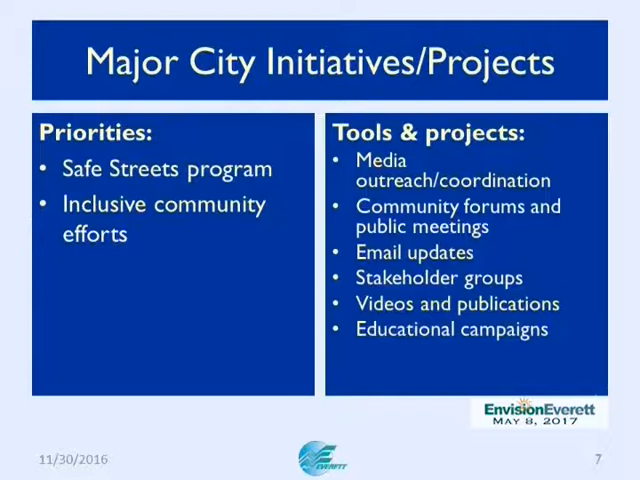 Major City Initiatives/Projects
Priorities:
• Safe Streets program
• Inclusive community
efforts
Tools & projects:
• Media
outreach/coordination
• Community forums and
public meetings
• Email updates
• Stakeholder groups
• Videos and publications
• Educational campaigns
EnvisionEverett
MAY 8, 2017
11/30/2016
EVERETT
7